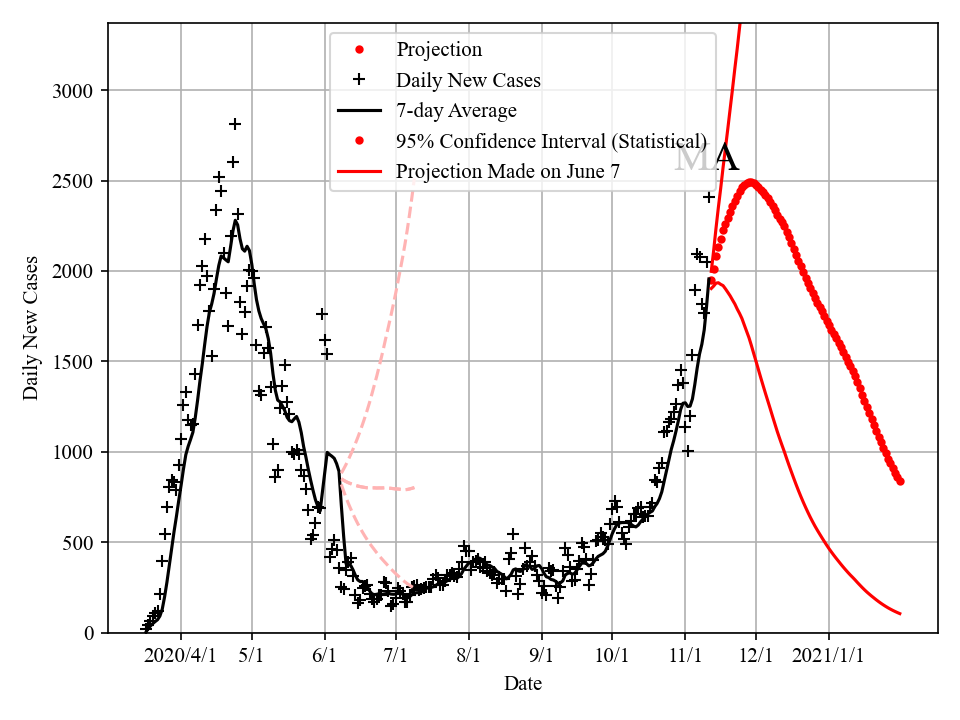 Projection
Daily New Cases
7-day Average
95% Confidence Interval (Statistical)
Projection Made on June 7
MA
3000
2500
2000
1500
1000
500
0
Daily New Cases
2020/4/1 5/1 6/1 7/1 8/1 9/1 10/1 11/1 12/1 2021/1/1
Date